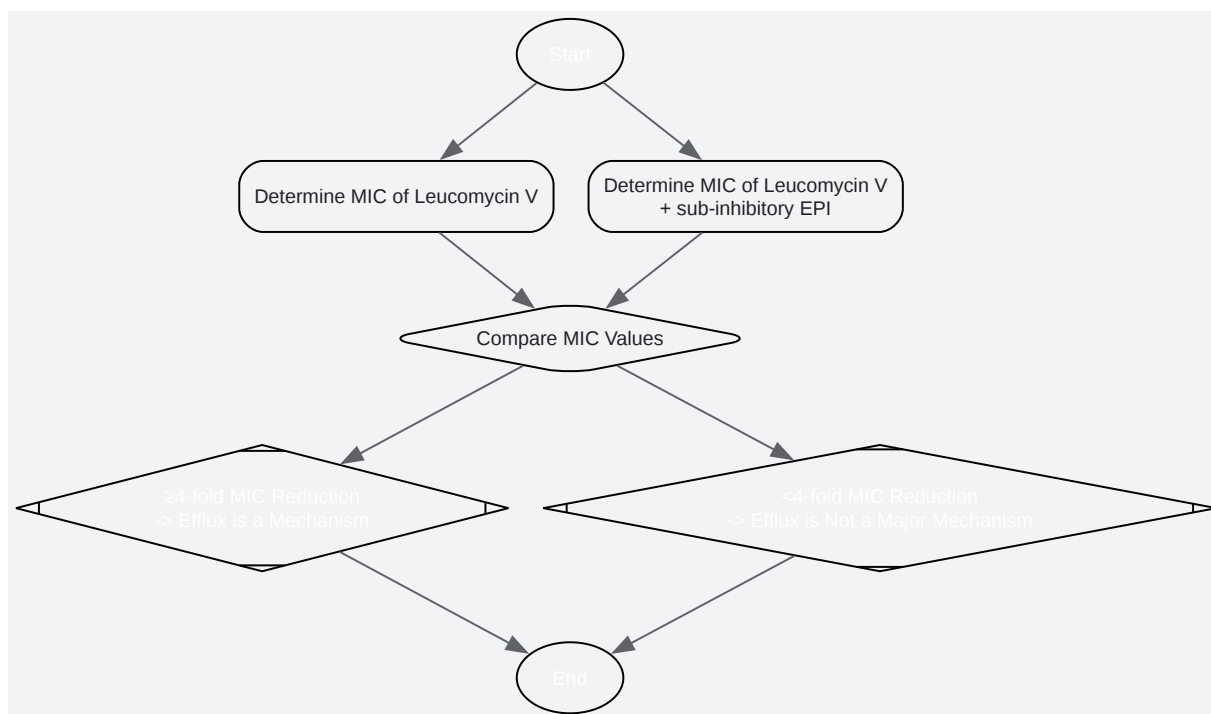 Start
Determine MIC of Leucomycin V
Determine MIC of Leucomycin V
+ sub-inhibitory EPI
Compare MIC Values
≥4-fold MIC Reduction
-> Efflux is a Mechanism
<4-fold MIC Reduction
-> Efflux is Not a Major Mechanism
End